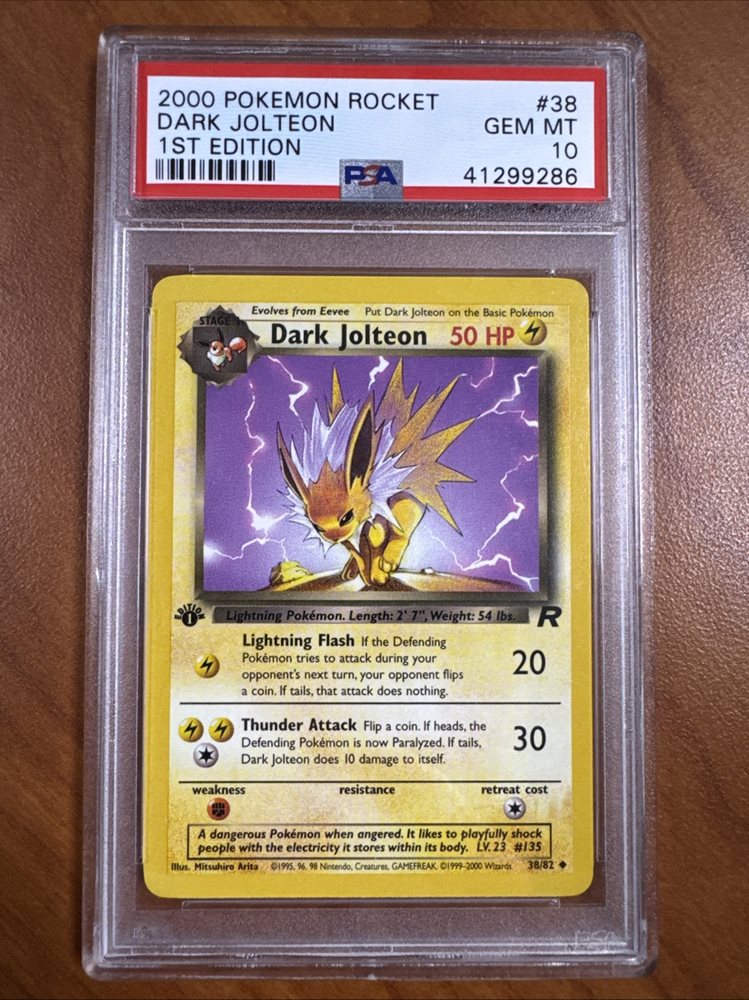 2000 POKEMON ROCKET #38
DARK JOLTEON GEM MT
1ST EDITION 10
PSA 41299286
STAGE 1
Evolves from Eevee Put Dark Jolteon on the Basic Pokémon
Dark Jolteon 50 HP
EDITION 1
Lightning Pokémon. Length: 2' 7", Weight: 54 lbs. R
Lightning Flash If the Defending
Pokémon tries to attack during your
opponent's next turn, your opponent flips
a coin. If tails, that attack does nothing.
20
Thunder Attack Flip a coin. If heads, the
Defending Pokémon is now Paralyzed. If tails,
Dark Jolteon does 10 damage to itself.
30
weakness resistance retreat cost
A dangerous Pokémon when angered. It likes to playfully shock
people with the electricity it stores within its body. LV. 23 #135
Illus. Mitsuhiro Arita ©1995, 96, 98 Nintendo, Creatures, GAMEFREAK. ©1999-2000 Wizards. 38/82
PSA